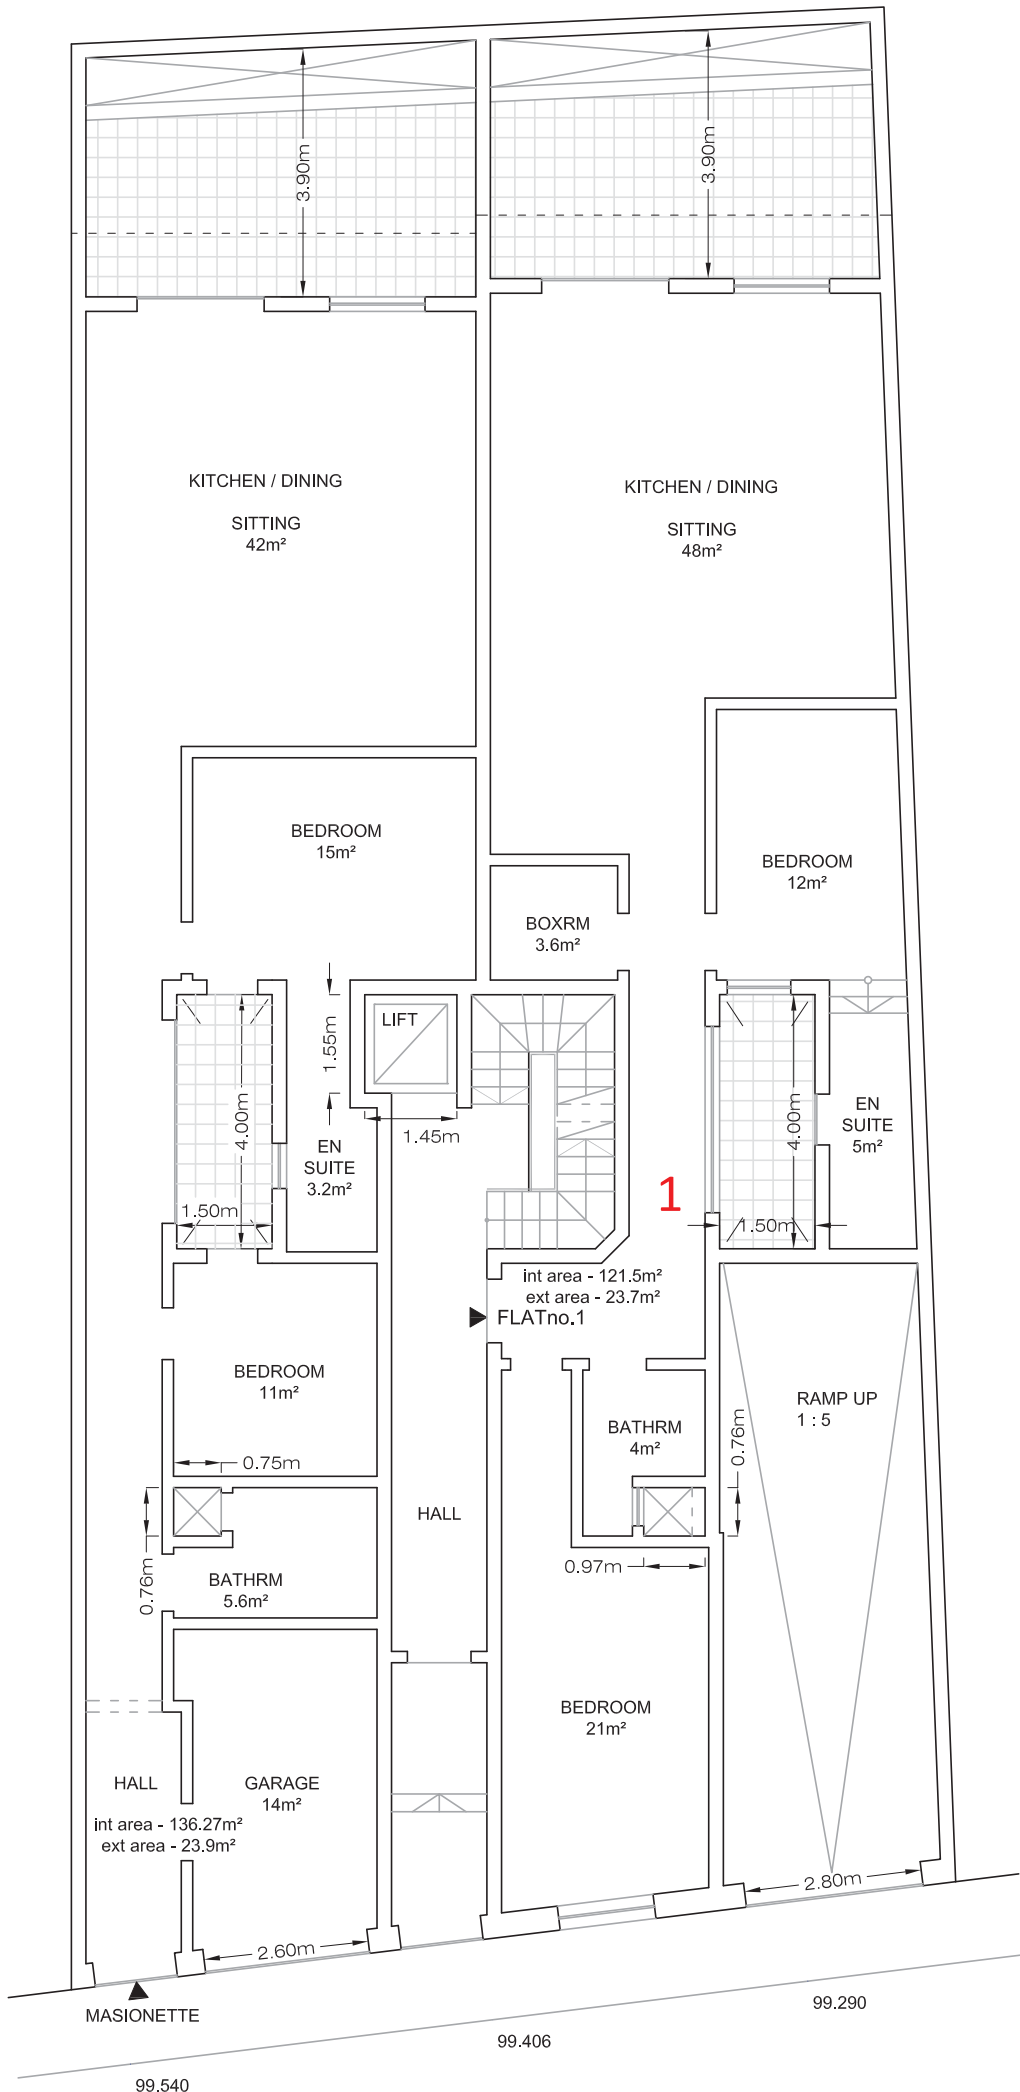 3.90m
3.90m
KITCHEN / DINING
SITTING
42m²
KITCHEN / DINING
SITTING
48m²
BEDROOM
15m²
BEDROOM
12m²
BOXRM
3.6m²
LIFT
1.55m
1.45m
4.00m
1.50m
EN
SUITE
3.2m²
4.00m
1.50m
EN
SUITE
5m²
1
int area - 121.5m²
ext area - 23.7m²
FLATno.1
BEDROOM
11m²
0.75m
RAMP UP
1 : 5
BATHRM
4m²
0.76m
HALL
0.97m
0.76m
BATHRM
5.6m²
BEDROOM
21m²
HALL
GARAGE
14m²
int area - 136.27m²
ext area - 23.9m²
2.80m
2.60m
MASIONETTE
99.290
99.406
99.540